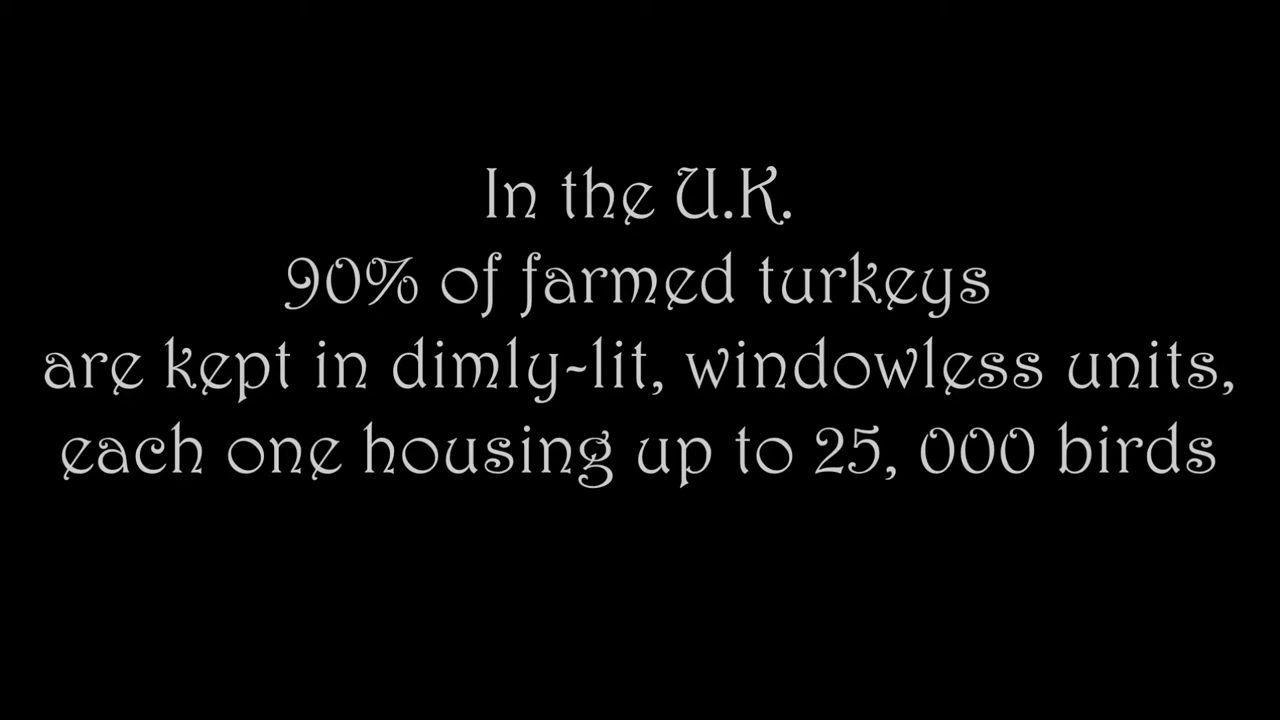 In the U.K.
90% of farmed turkeys
are kept in dimly-lit, windowless units,
each one housing up to 25, 000 birds